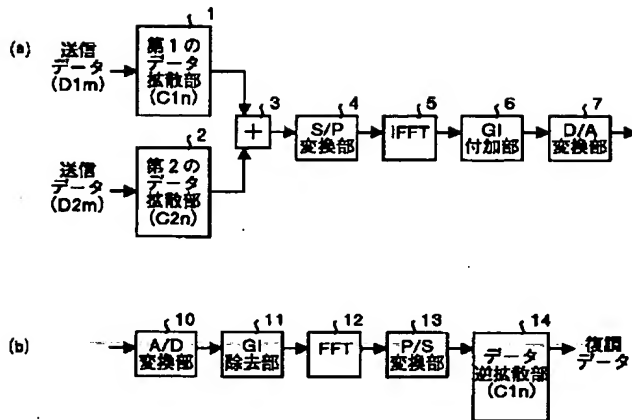 (a)
送信
データ
(D1m)
1
第1の
データ
拡散部
(C1n)
送信
データ
(D2m)
2
第2の
データ
拡散部
(C2n)
3
+
4
S/P
変換部
5
IFFT
6
GI
付加部
7
D/A
変換部
(b)
10
A/D
変換部
11
GI
除去部
12
FFT
13
P/S
変換部
14
データ
逆拡散部
(C1n)
復調
データ